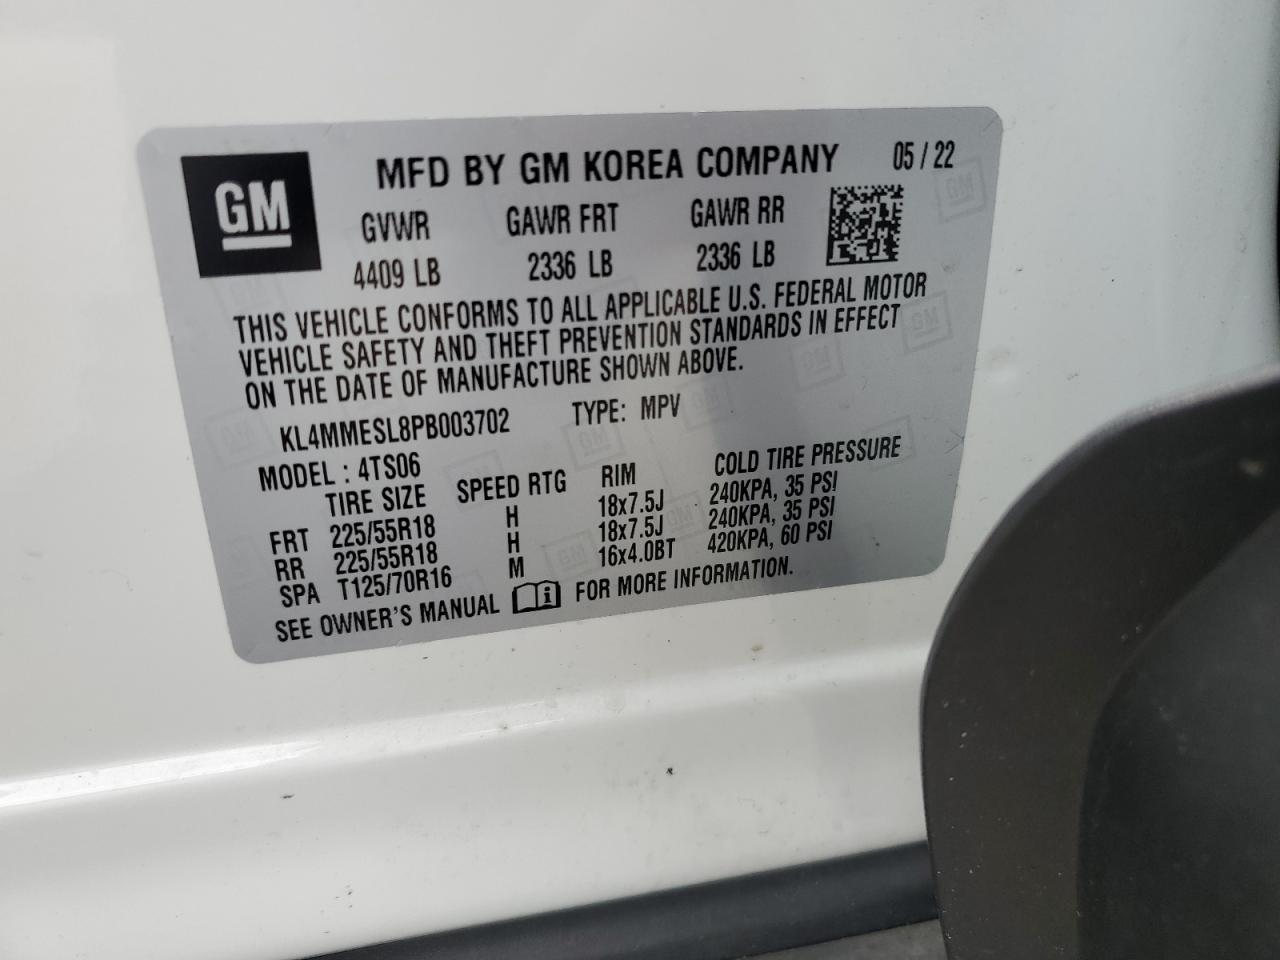 GM
MFD BY GM KOREA COMPANY 05 / 22
GVWR GAWR FRT GAWR RR
4409 LB 2336 LB 2336 LB
THIS VEHICLE CONFORMS TO ALL APPLICABLE U.S. FEDERAL MOTOR
VEHICLE SAFETY AND THEFT PREVENTION STANDARDS IN EFFECT
ON THE DATE OF MANUFACTURE SHOWN ABOVE.
KL4MMESL8PB003702 TYPE: MPV
MODEL : 4TS06
TIRE SIZE SPEED RTG RIM COLD TIRE PRESSURE
FRT 225/55R18 H 18x7.5J 240KPA, 35 PSI
RR 225/55R18 H 18x7.5J 240KPA, 35 PSI
SPA T125/70R16 M 16x4.0BT 420KPA, 60 PSI
SEE OWNER'S MANUAL i FOR MORE INFORMATION.